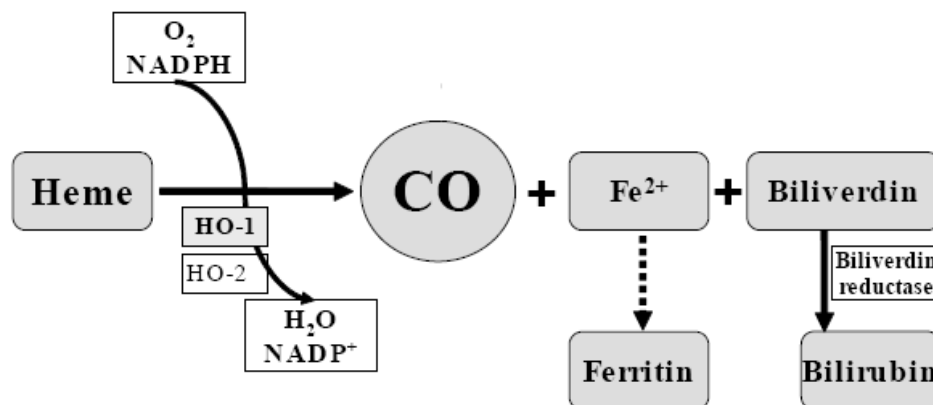 O₂
NADPH
Heme
CO
+
Fe²⁺
+
Biliverdin
HO-1
HO-2
Biliverdin
reductase
H₂O
NADP⁺
Ferritin
Bilirubin